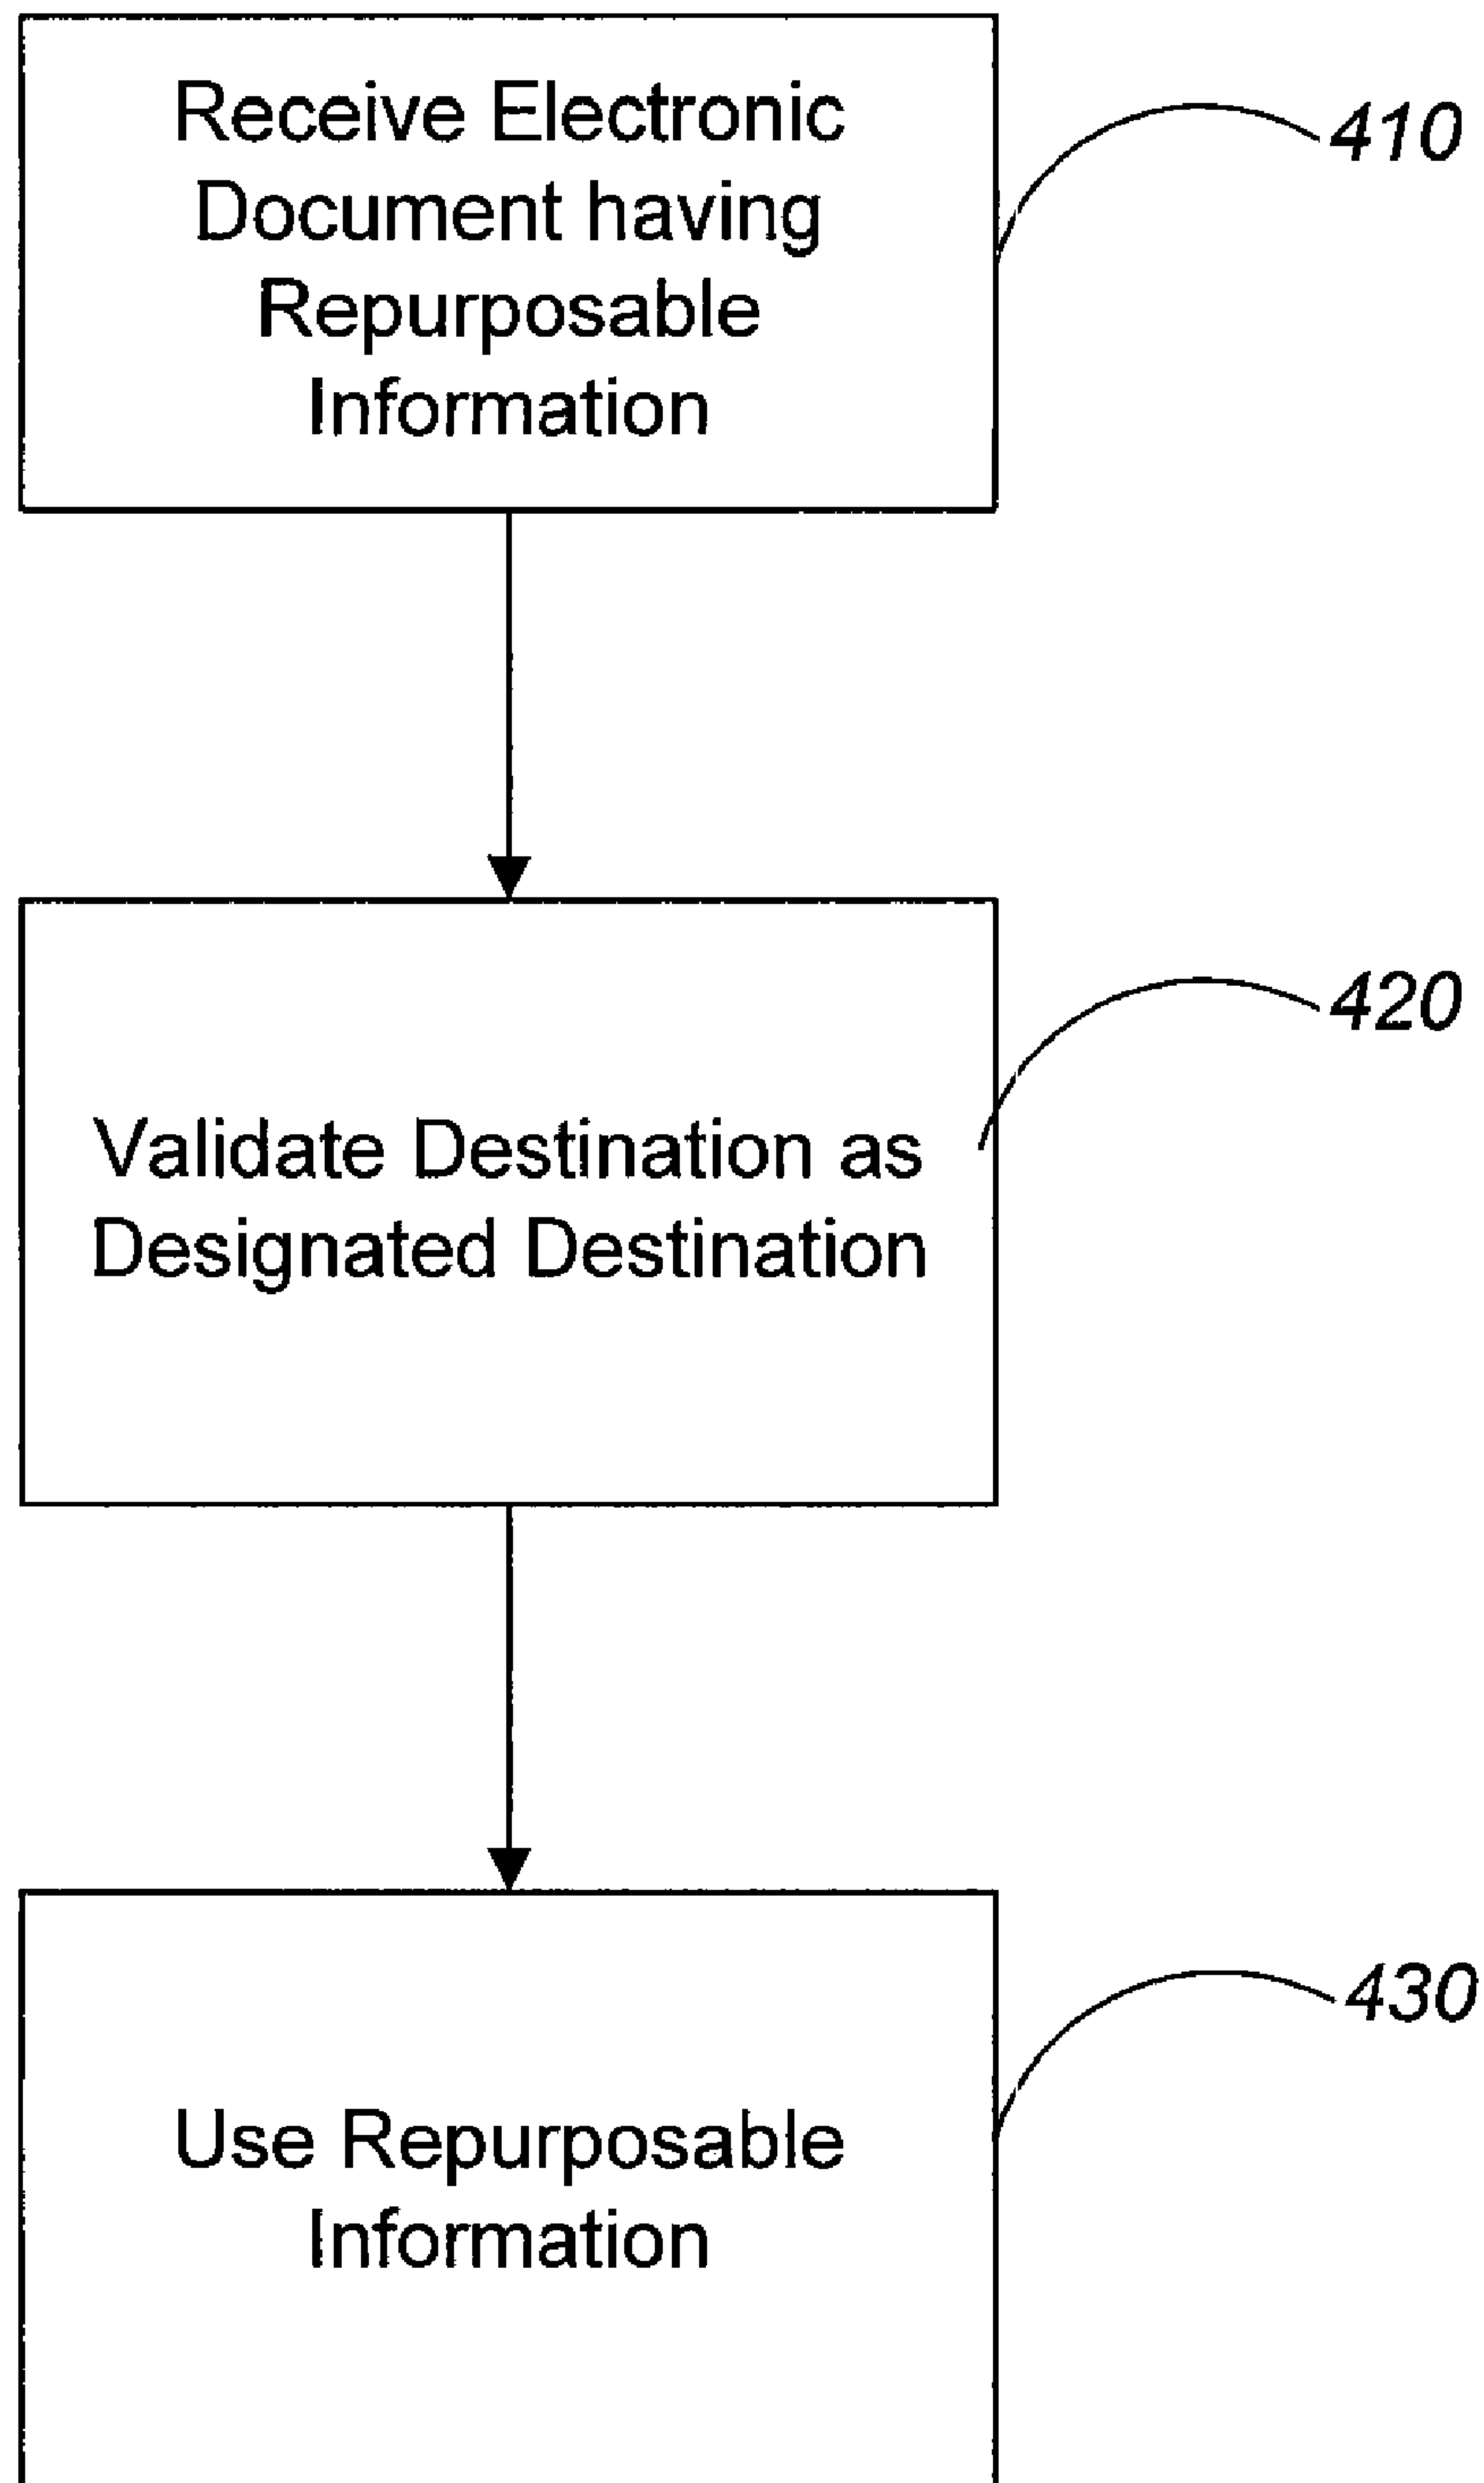 Receive Electronic
Document having
Repurposable
Information
410
Validate Destination as
Designated Destination
420
Use Repurposable
Information
430